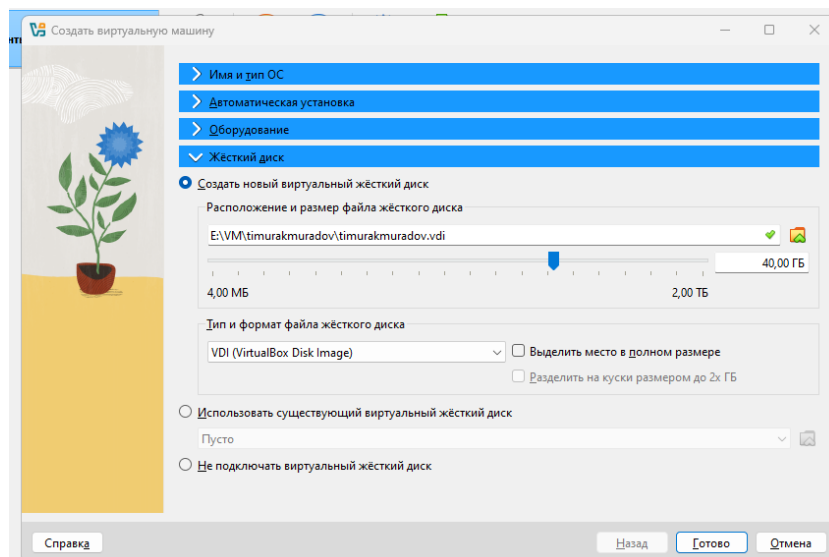 Создать виртуальную машину
Имя и тип ОС
Автоматическая установка
Оборудование
Жёсткий диск
Создать новый виртуальный жёсткий диск
Расположение и размер файла жёсткого диска
E:\VM\timurakmuradov\timurakmuradov.vdi
40,00 ГБ
4,00 МБ 2,00 ТБ
Тип и формат файла жёсткого диска
VDI (VirtualBox Disk Image) Выделить место в полном размере
Разделить на куски размером до 2х ГБ
Использовать существующий виртуальный жёсткий диск
Пусто
Не подключать виртуальный жёсткий диск
Справка Назад Готово Отмена